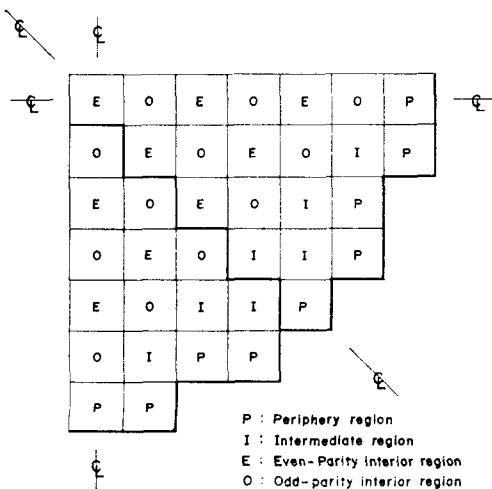 ℄ ℄
℄ E O E O E O P ℄
O E O E O I P
E O E O I P
O E O I I P
E O I I P
O I P P
℄
P P
P : Periphery region
I : Intermediate region
℄ E : Even-Parity interior region
O : Odd-parity interior region